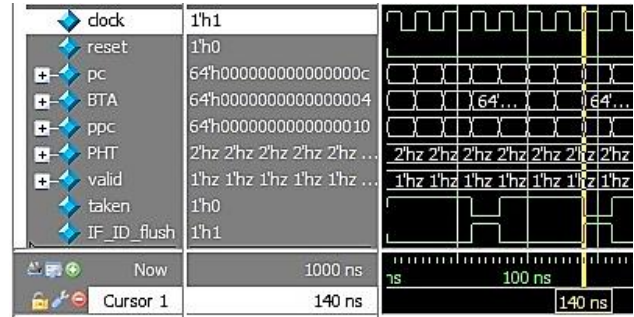 clock 1'h1
reset 1'h0
pc 64'h000000000000000c
BTA 64'h0000000000000004 64'... 64'...
ppc 64'h0000000000000010
PHT 2'hz 2'hz 2'hz 2'hz 2'hz ... 2'hz 2'hz 2'hz 2'hz 2'hz 2'hz 2'hz
valid 1'hz 1'hz 1'hz 1'hz 1'hz ... 1'hz 1'hz 1'hz 1'hz 1'hz 1'hz 1'hz
taken 1'h0
IF_ID_flush 1'h1
Now 1000 ns ns 100 ns
Cursor 1 140 ns 140 ns